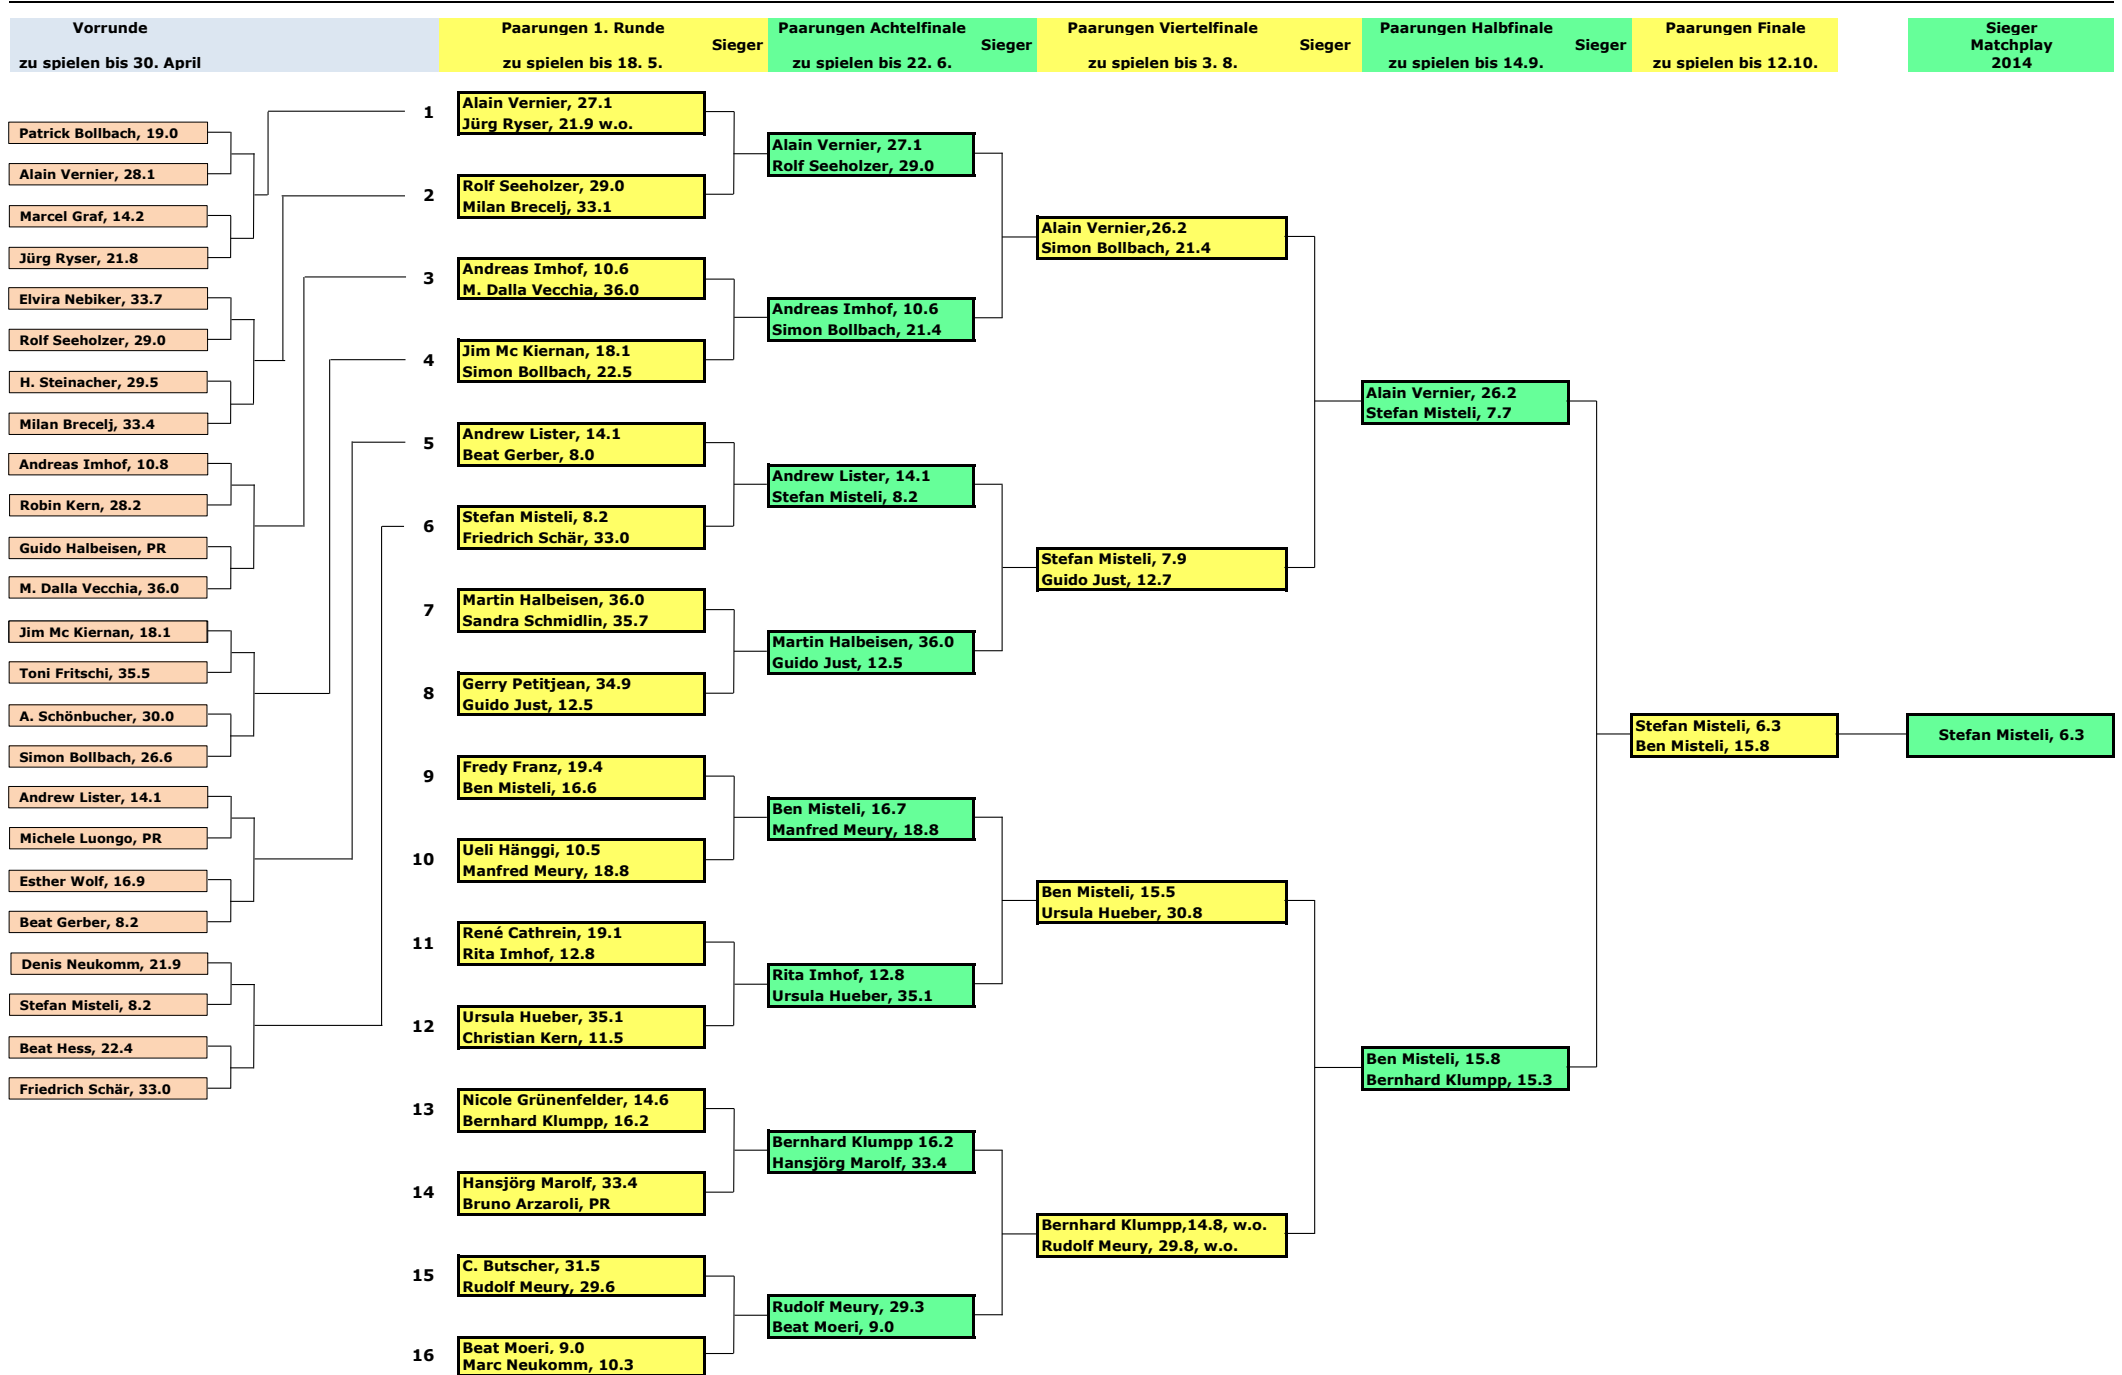 Vorrunde
zu spielen bis 30. April
Paarungen 1. Runde
Sieger
zu spielen bis 18. 5.
Paarungen Achtelfinale
Sieger
zu spielen bis 22. 6.
Paarungen Viertelfinale
Sieger
zu spielen bis 3. 8.
Paarungen Halbfinale
Sieger
zu spielen bis 14.9.
Paarungen Finale
zu spielen bis 12.10.
Sieger
Matchplay
2014
Patrick Bollbach, 19.0
Alain Vernier, 28.1
Marcel Graf, 14.2
Jürg Ryser, 21.8
Elvira Nebiker, 33.7
Rolf Seeholzer, 29.0
H. Steinacher, 29.5
Milan Brecelj, 33.4
Andreas Imhof, 10.8
Robin Kern, 28.2
Guido Halbeisen, PR
M. Dalla Vecchia, 36.0
Jim Mc Kiernan, 18.1
Toni Fritschi, 35.5
A. Schönbucher, 30.0
Simon Bollbach, 26.6
Andrew Lister, 14.1
Michele Luongo, PR
Esther Wolf, 16.9
Beat Gerber, 8.2
Denis Neukomm, 21.9
Stefan Misteli, 8.2
Beat Hess, 22.4
Friedrich Schär, 33.0
1
Alain Vernier, 27.1
Jürg Ryser, 21.9 w.o.
2
Rolf Seeholzer, 29.0
Milan Brecelj, 33.1
3
Andreas Imhof, 10.6
M. Dalla Vecchia, 36.0
4
Jim Mc Kiernan, 18.1
Simon Bollbach, 22.5
5
Andrew Lister, 14.1
Beat Gerber, 8.0
6
Stefan Misteli, 8.2
Friedrich Schär, 33.0
7
Martin Halbeisen, 36.0
Sandra Schmidlin, 35.7
8
Gerry Petitjean, 34.9
Guido Just, 12.5
9
Fredy Franz, 19.4
Ben Misteli, 16.6
10
Ueli Hänggi, 10.5
Manfred Meury, 18.8
11
René Cathrein, 19.1
Rita Imhof, 12.8
12
Ursula Hueber, 35.1
Christian Kern, 11.5
13
Nicole Grünenfelder, 14.6
Bernhard Klumpp, 16.2
14
Hansjörg Marolf, 33.4
Bruno Arzaroli, PR
15
C. Butscher, 31.5
Rudolf Meury, 29.6
16
Beat Moeri, 9.0
Marc Neukomm, 10.3
Alain Vernier, 27.1
Rolf Seeholzer, 29.0
Andreas Imhof, 10.6
Simon Bollbach, 21.4
Andrew Lister, 14.1
Stefan Misteli, 8.2
Martin Halbeisen, 36.0
Guido Just, 12.5
Ben Misteli, 16.7
Manfred Meury, 18.8
Rita Imhof, 12.8
Ursula Hueber, 35.1
Bernhard Klumpp 16.2
Hansjörg Marolf, 33.4
Rudolf Meury, 29.3
Beat Moeri, 9.0
Alain Vernier,26.2
Simon Bollbach, 21.4
Stefan Misteli, 7.9
Guido Just, 12.7
Ben Misteli, 15.5
Ursula Hueber, 30.8
Bernhard Klumpp,14.8, w.o.
Rudolf Meury, 29.8, w.o.
Alain Vernier, 26.2
Stefan Misteli, 7.7
Ben Misteli, 15.8
Bernhard Klumpp, 15.3
Stefan Misteli, 6.3
Ben Misteli, 15.8
Stefan Misteli, 6.3